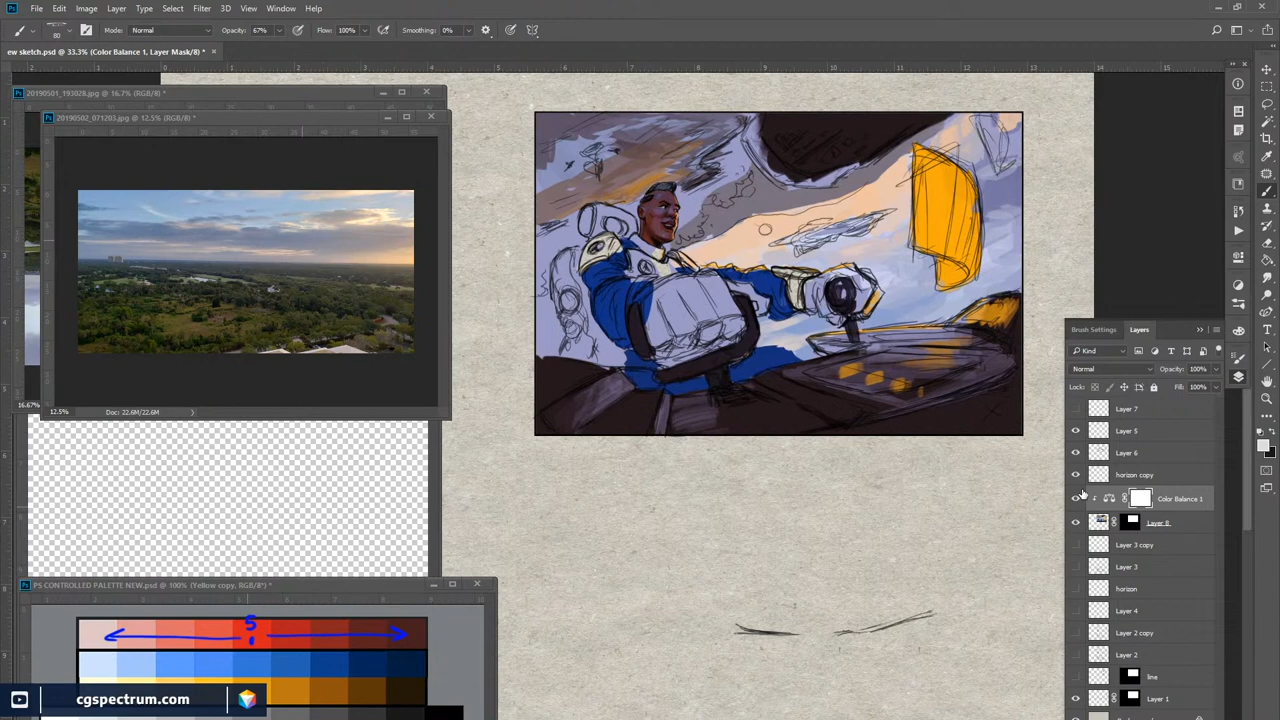 File Edit Image Layer Type Select Filter 3D View Window Help
80 Mode: Normal Opacity: 67% Flow: 100% Smoothing: 0%
ew sketch.psd @ 33.3% (Color Balance 1, Layer Mask/8) *
20190501_193028.jpg @ 16.7% (RGB/8) *
20190502_071203.jpg @ 12.5% (RGB/8) *
12.5% Doc: 22.6M/22.6M
16.67%
PS CONTROLLED PALETTE NEW.psd @ 100% (Yellow copy, RGB/8) *
5
cgspectrum.com
Brush Settings Layers
Kind
Normal Opacity: 100%
Lock: Fill: 100%
Layer 7
Layer 5
Layer 6
horizon copy
Color Balance 1
Layer 8
Layer 3 copy
Layer 3
horizon
Layer 4
Layer 2 copy
Layer 2
line
Layer 1